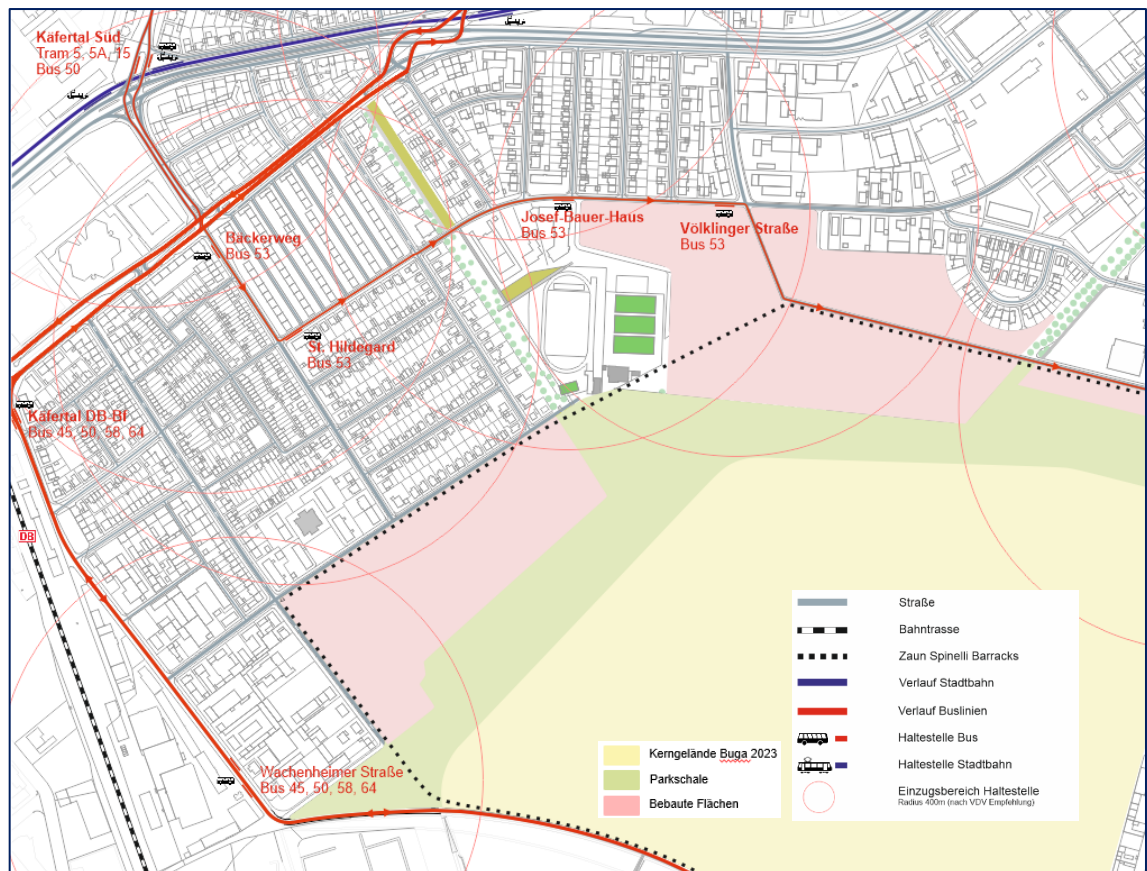 Käfertal Süd
Tram 5, 5A, 15
Bus 50
Bäckerweg
Bus 53
Josef-Bauer-Haus
Bus 53
Völklinger Straße
Bus 53
St. Hildegard
Bus 53
Käfertal DB-Bf
Bus 45, 50, 58, 64
DB
Wachenheimer Straße
Bus 45, 50, 58, 64
Kerngelände Buga 2023
Parkschale
Bebaute Flächen
Straße
Bahntrasse
Zaun Spinelli Barracks
Verlauf Stadtbahn
Verlauf Buslinien
Haltestelle Bus
Haltestelle Stadtbahn
Einzugsbereich Haltestelle
Radius 400m (nach VDV Empfehlung)